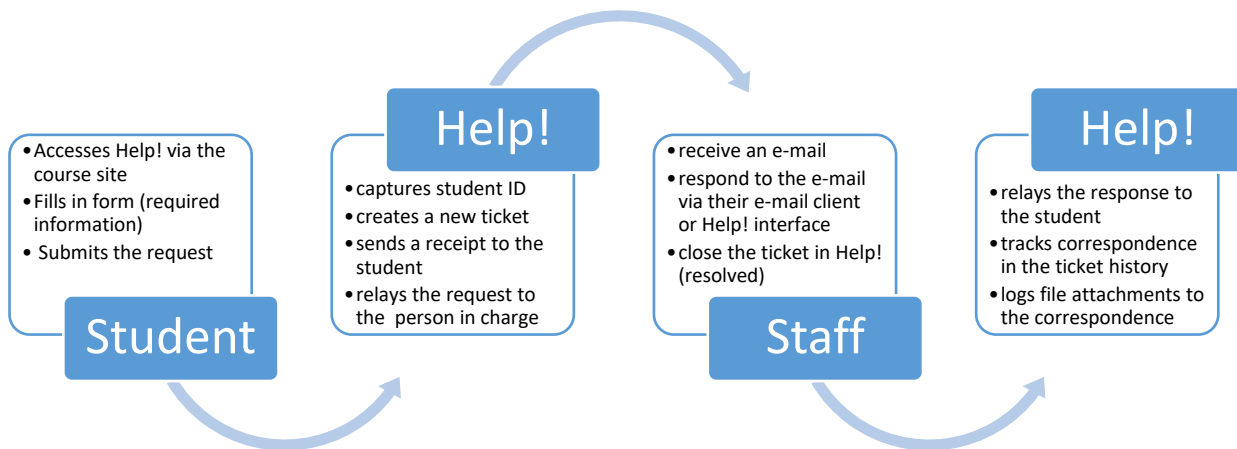 • Accesses Help! via the
course site
• Fills in form (required
information)
• Submits the request
Student
Help!
• captures student ID
• creates a new ticket
• sends a receipt to the
student
• relays the request to
the person in charge
• receive an e-mail
• respond to the e-mail
via their e-mail client
or Help! interface
• close the ticket in Help!
(resolved)
Staff
Help!
• relays the response to
the student
• tracks correspondence
in the ticket history
• logs file attachments to
the correspondence